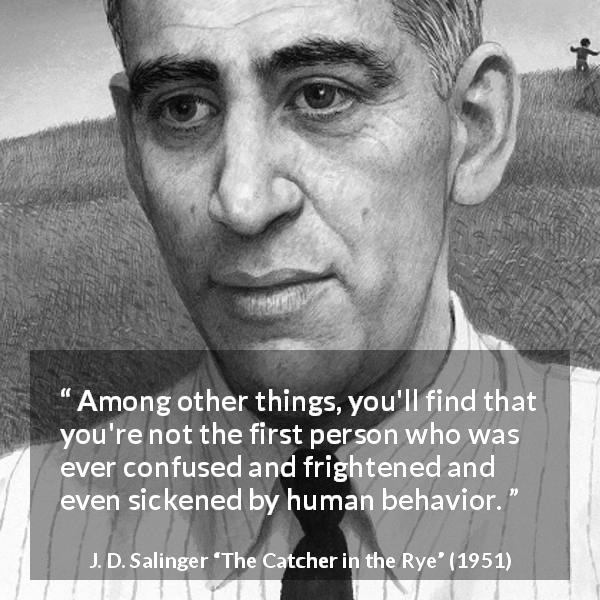 “ Among other things, you'll find that
you're not the first person who was
ever confused and frightened and
even sickened by human behavior. ”
J. D. Salinger “The Catcher in the Rye” (1951)